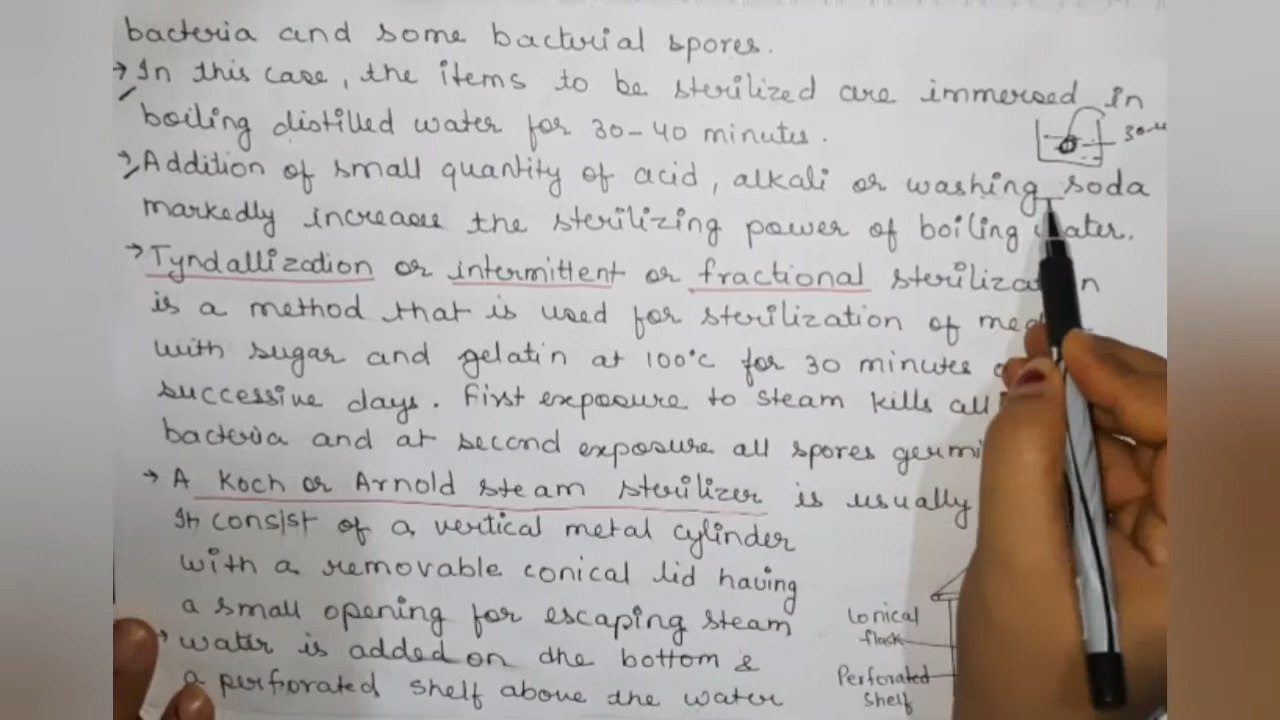 bacteria and some bacterial spores.
→ In this case, the items to be sterilized are immersed in
boiling distilled water for 30-40 minutes.
→ Addition of small quantity of acid, alkali or washing soda
markedly increase the sterilizing power of boiling water.
→ Tyndallization or intermittent or fractional
is a method that is used for sterilization of
with sugar and gelatin at 100°C for 30 minutes
successive days. First exposure to steam kills all
bacteria and at second exposure all spores
→ A Koch or Arnold steam sterilizer is usually
It consist of a vertical metal cylinder
with a removable conical lid having
a small opening for escaping steam
→ water is added on the bottom &
a perforated shelf above the water
Conical
flask
Perforated
Shelf